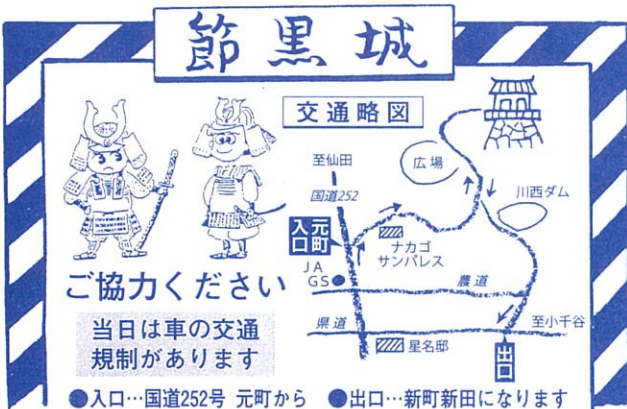 節黒城
交通略図
至仙田
広場
国道252
川西ダム
元町
入口
ナカゴ
サンパレス
JA
GS
農道
ご協力ください
県道
至小千谷
当日は車の交通
規制があります
星名邸
出口
●入口…国道252号 元町から ●出口…新町新田になります